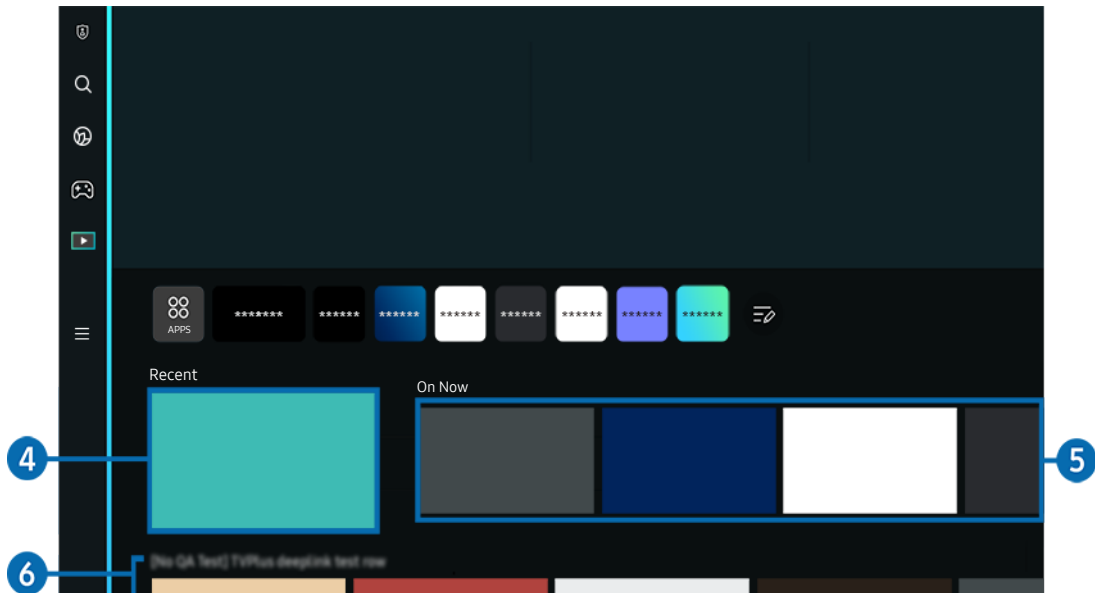 APPS
******* ****** ****** ****** ****** ****** ****** ******
Recent
On Now
4
5
[No QA Test] TVPlus deeplink test row
6